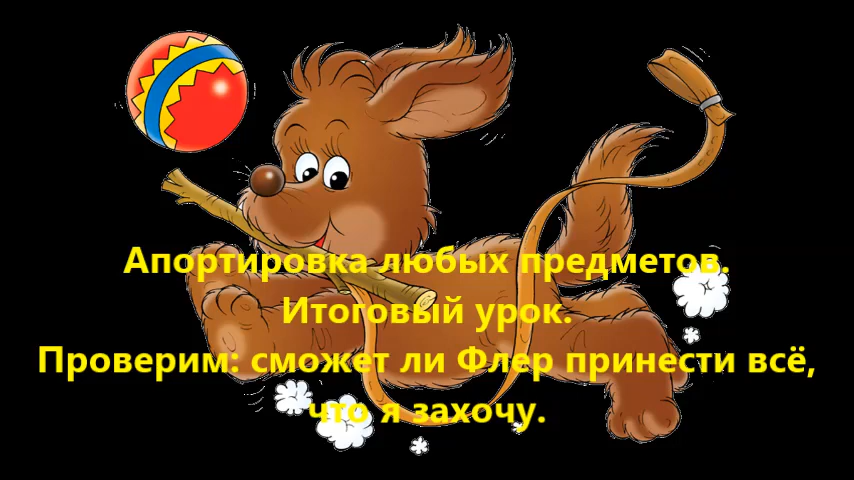 Апортировка любых предметов.
Итоговый урок.
Проверим: сможет ли Флер принести всё,
что я захочу.